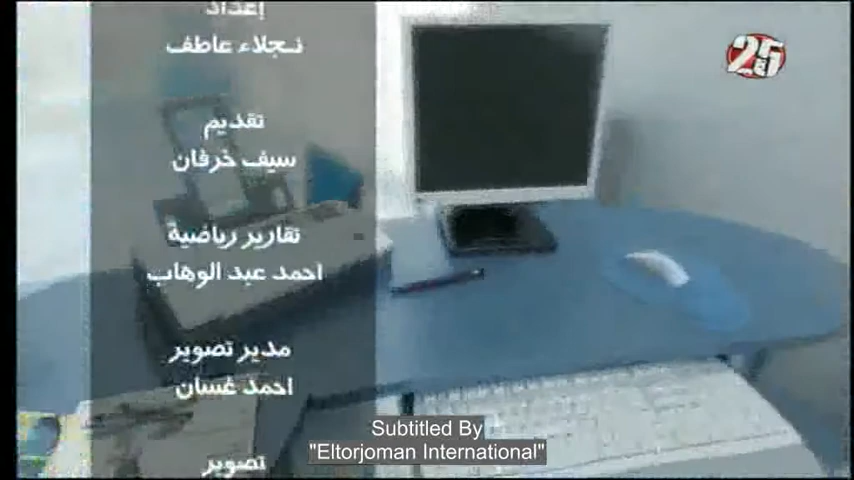 إعداد
نجلاء عاطف
تقديم
سيف خرفان
تقارير رياضية
احمد عبد الوهاب
مدير تصوير
احمد غسان
تصوير
25
Subtitled By
"Eltorjoman International"